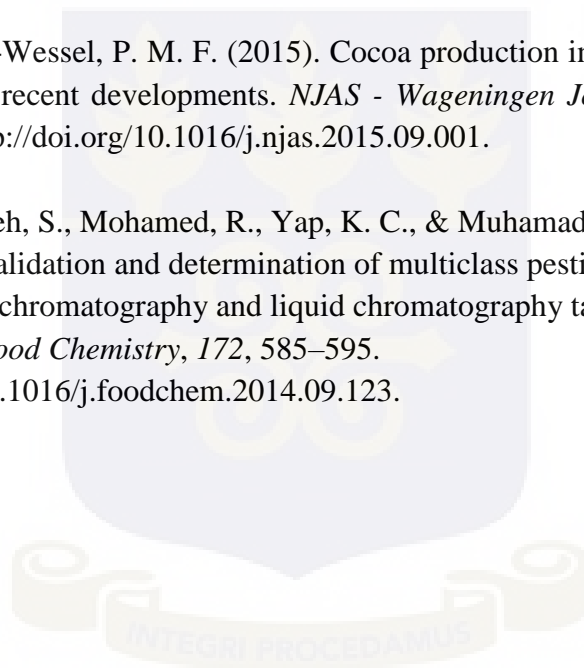 -Wessel, P. M. F. (2015). Cocoa production in
recent developments. NJAS - Wageningen Jo
p://doi.org/10.1016/j.njas.2015.09.001.
eh, S., Mohamed, R., Yap, K. C., & Muhamad
alidation and determination of multiclass pesti
chromatography and liquid chromatography ta
ood Chemistry, 172, 585–595.
.1016/j.foodchem.2014.09.123.
INTEGRI PROCEDAMUS